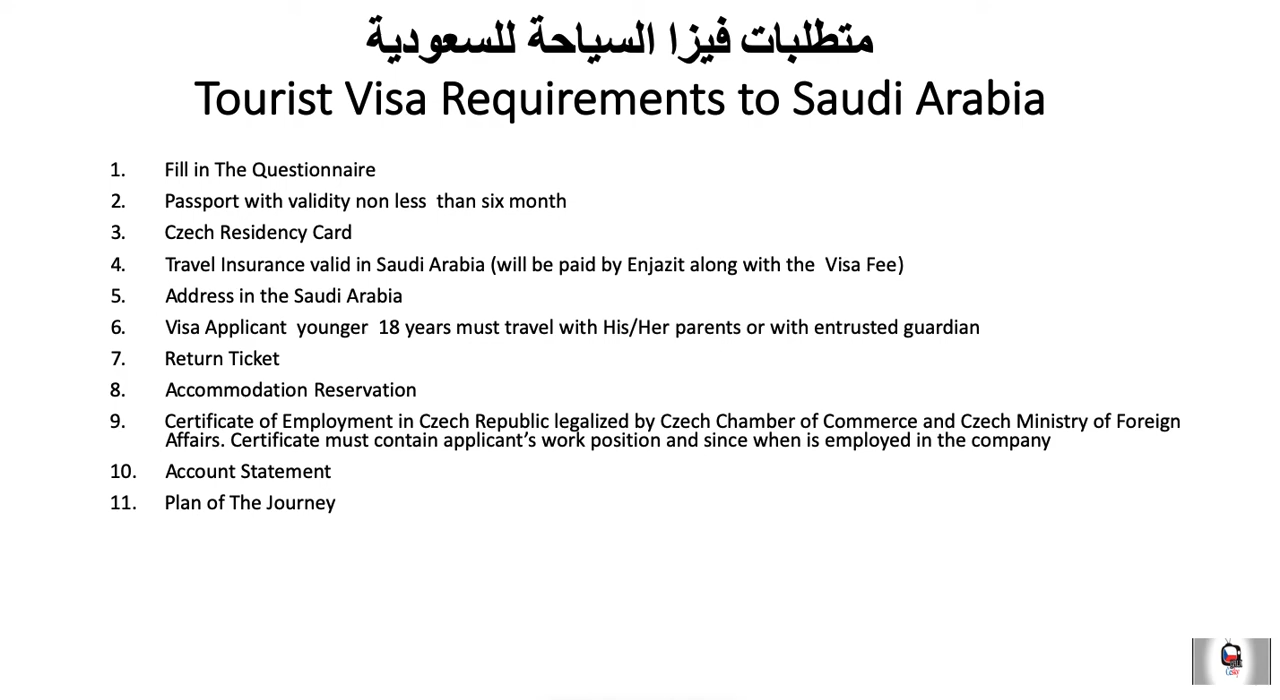 متطلبات فيزا السياحة للسعودية
Tourist Visa Requirements to Saudi Arabia
1. Fill in The Questionnaire
2. Passport with validity non less than six month
3. Czech Residency Card
4. Travel Insurance valid in Saudi Arabia (will be paid by Enjazit along with the Visa Fee)
5. Address in the Saudi Arabia
6. Visa Applicant younger 18 years must travel with His/Her parents or with entrusted guardian
7. Return Ticket
8. Accommodation Reservation
9. Certificate of Employment in Czech Republic legalized by Czech Chamber of Commerce and Czech Ministry of Foreign
Affairs. Certificate must contain applicant's work position and since when is employed in the company
10. Account Statement
11. Plan of The Journey